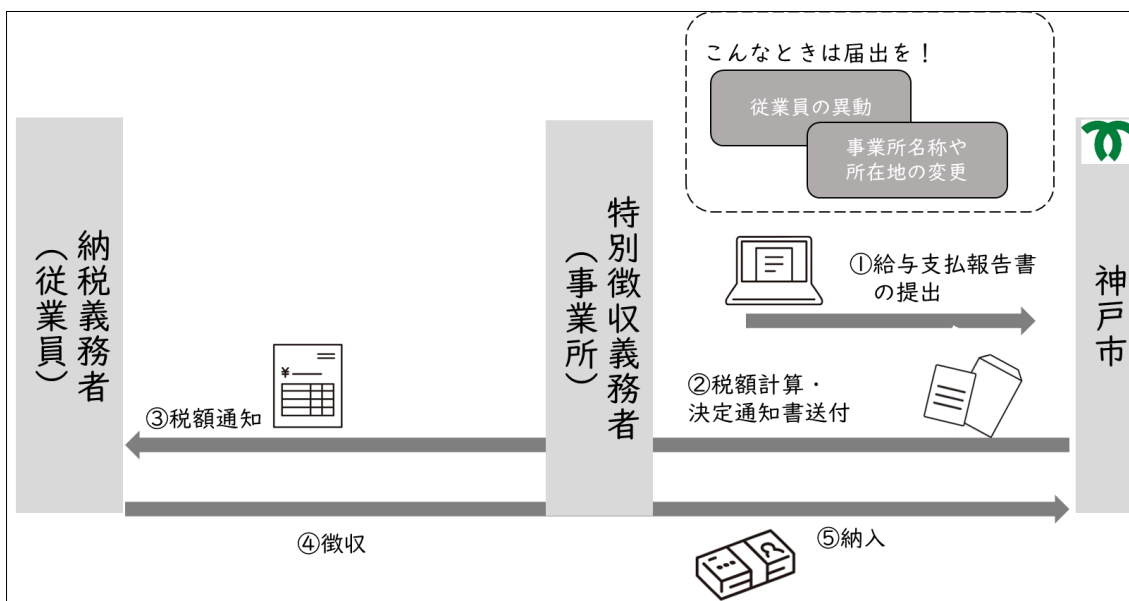 こんなときは届出を！
従業員の異動
事業所名称や
所在地の変更
納税義務者
（従業員）
特別徴収義務者
（事業所）
神戸市
①給与支払報告書
の提出
②税額計算・
決定通知書送付
③税額通知
¥
④徴収
⑤納入